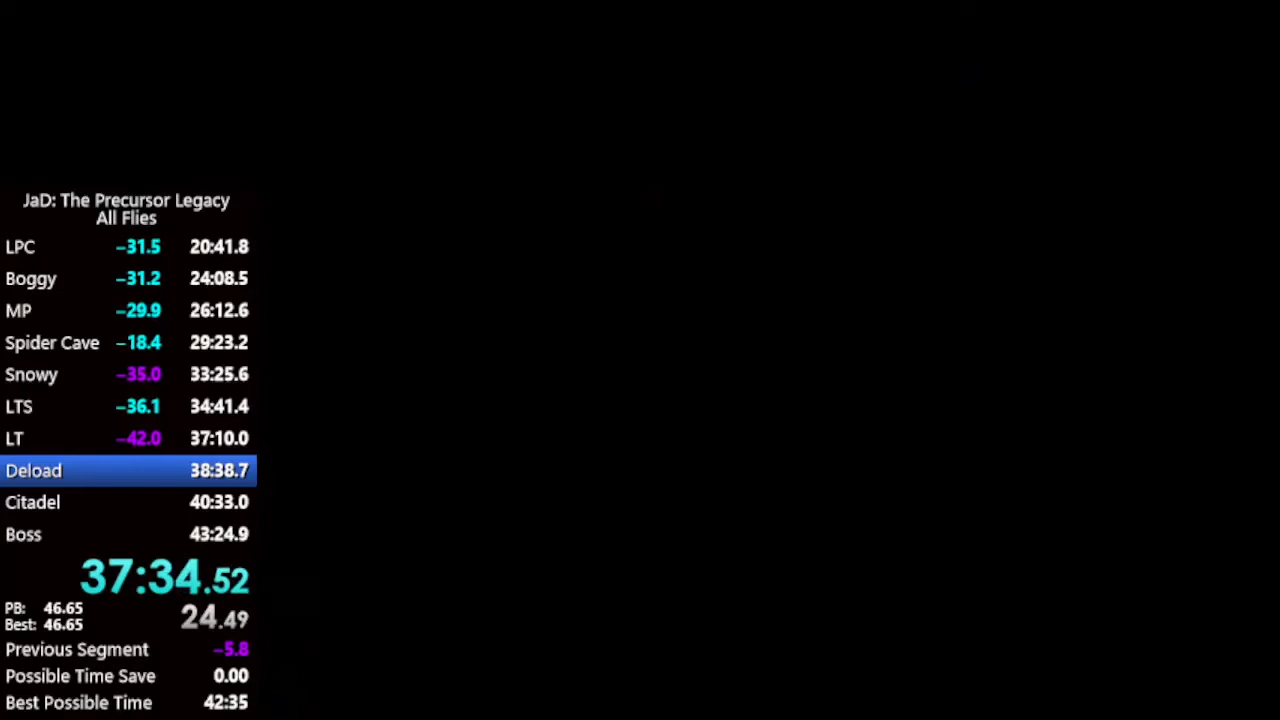 JaD: The Precursor Legacy
All Flies
LPC −31.5 20:41.8
Boggy −31.2 24:08.5
MP −29.9 26:12.6
Spider Cave −18.4 29:23.2
Snowy −35.0 33:25.6
LTS −36.1 34:41.4
LT −42.0 37:10.0
Deload 38:38.7
Citadel 40:33.0
Boss 43:24.9
37:34.52
PB: 46.65
Best: 46.65
24.49
Previous Segment −5.8
Possible Time Save 0.00
Best Possible Time 42:35